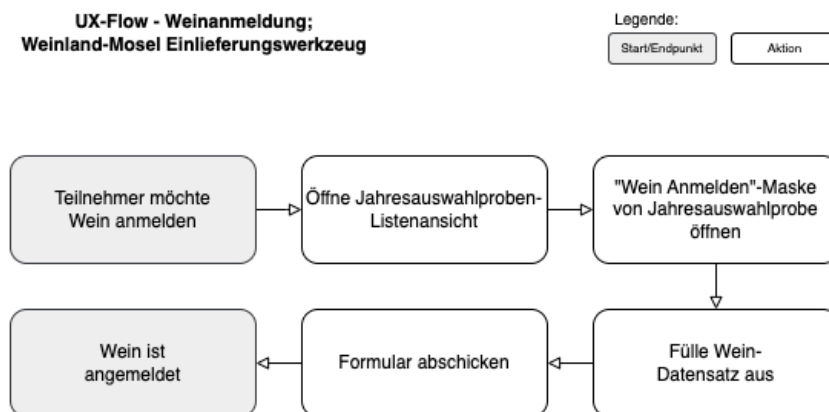 UX-Flow - Weinanmeldung;
Weinland-Mosel Einlieferungswerkzeug
Legende:
Start/Endpunkt
Aktion
Teilnehmer möchte
Wein anmelden
Öffne Jahresauswahlproben-
Listenansicht
"Wein Anmelden"-Maske
von Jahresauswahlprobe
öffnen
Wein ist
angemeldet
Formular abschicken
Fülle Wein-
Datensatz aus